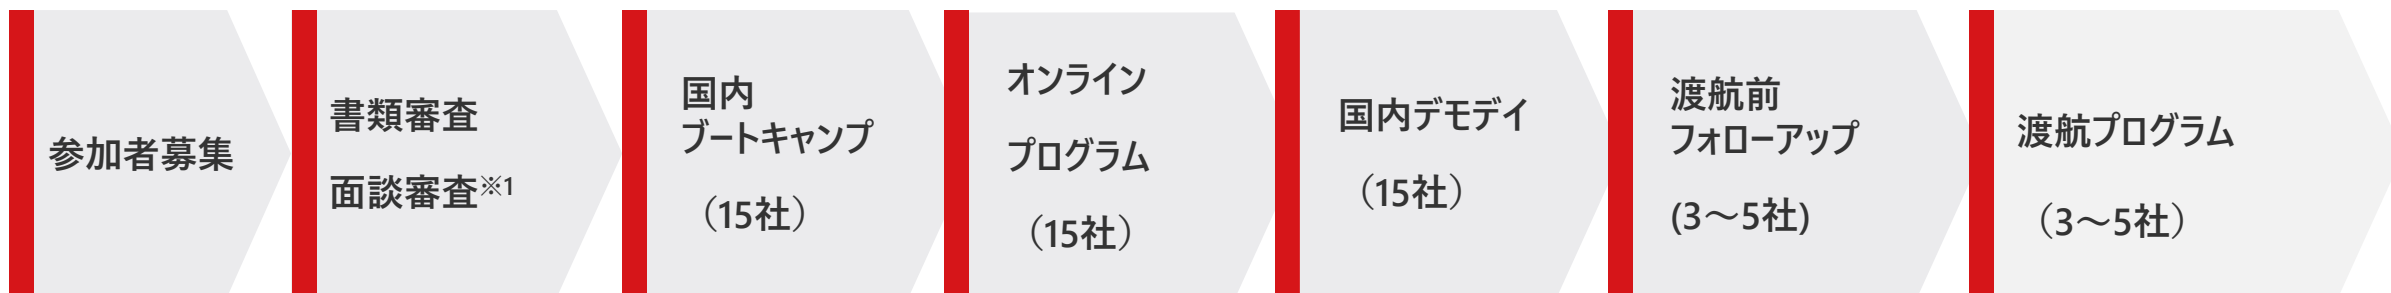 参加者募集
書類審査
面談審査※1
国内
ブートキャンプ
（15社）
オンライン
プログラム
（15社）
国内デモデイ
（15社）
渡航前
フォローアップ
(3～5社)
渡航プログラム
（3～5社）